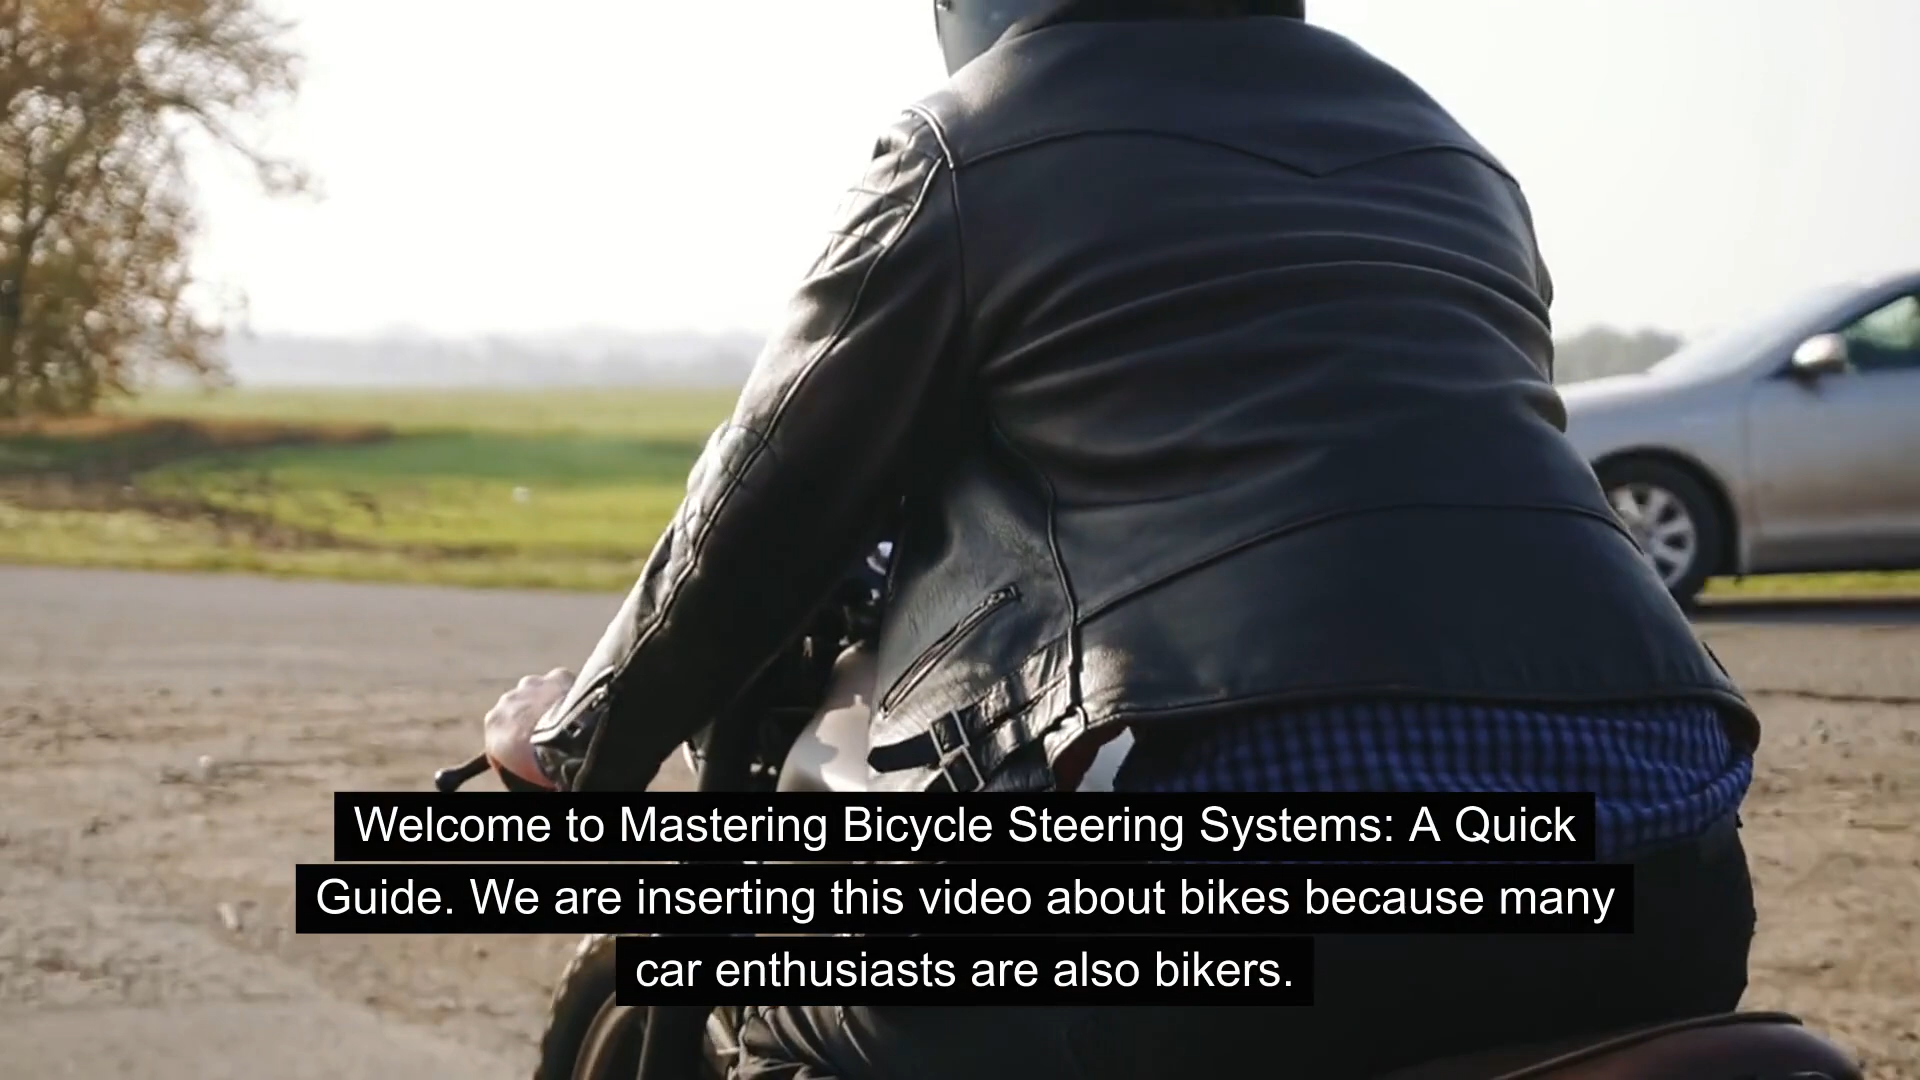 Welcome to Mastering Bicycle Steering Systems: A Quick
Guide. We are inserting this video about bikes because many
car enthusiasts are also bikers.